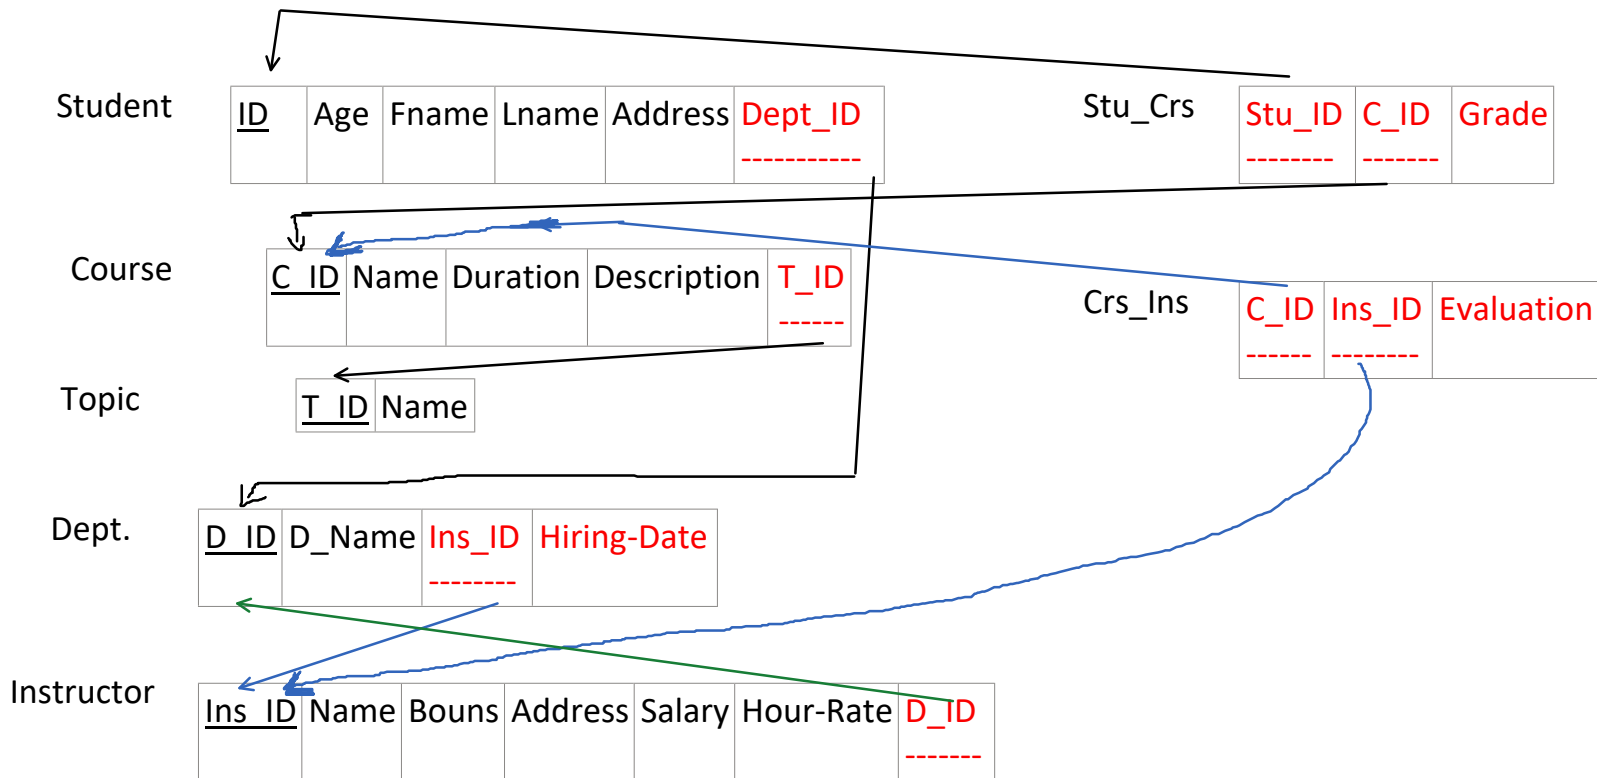 Student
ID Age Fname Lname Address Dept_ID
-----------
Stu_Crs
Stu_ID C_ID Grade
-------- -------
Course
C_ID Name Duration Description T_ID
------
Crs_Ins
C_ID Ins_ID Evaluation
------ --------
Topic
T_ID Name
Dept.
D_ID D_Name Ins_ID Hiring-Date
--------
Instructor
Ins_ID Name Bouns Address Salary Hour-Rate D_ID
-------